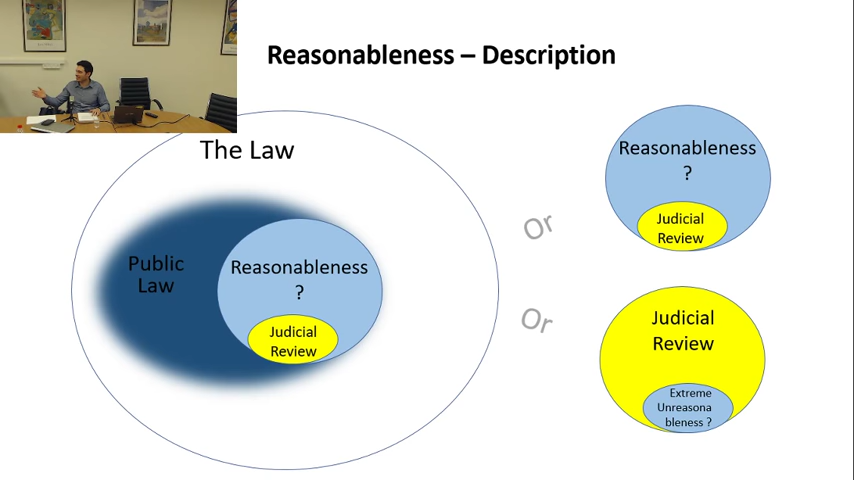 Reasonableness – Description
The Law
Public
Law
Reasonableness
?
Judicial
Review
Or
Or
Reasonableness
?
Judicial
Review
Judicial
Review
Extreme
Unreasona
bleness ?